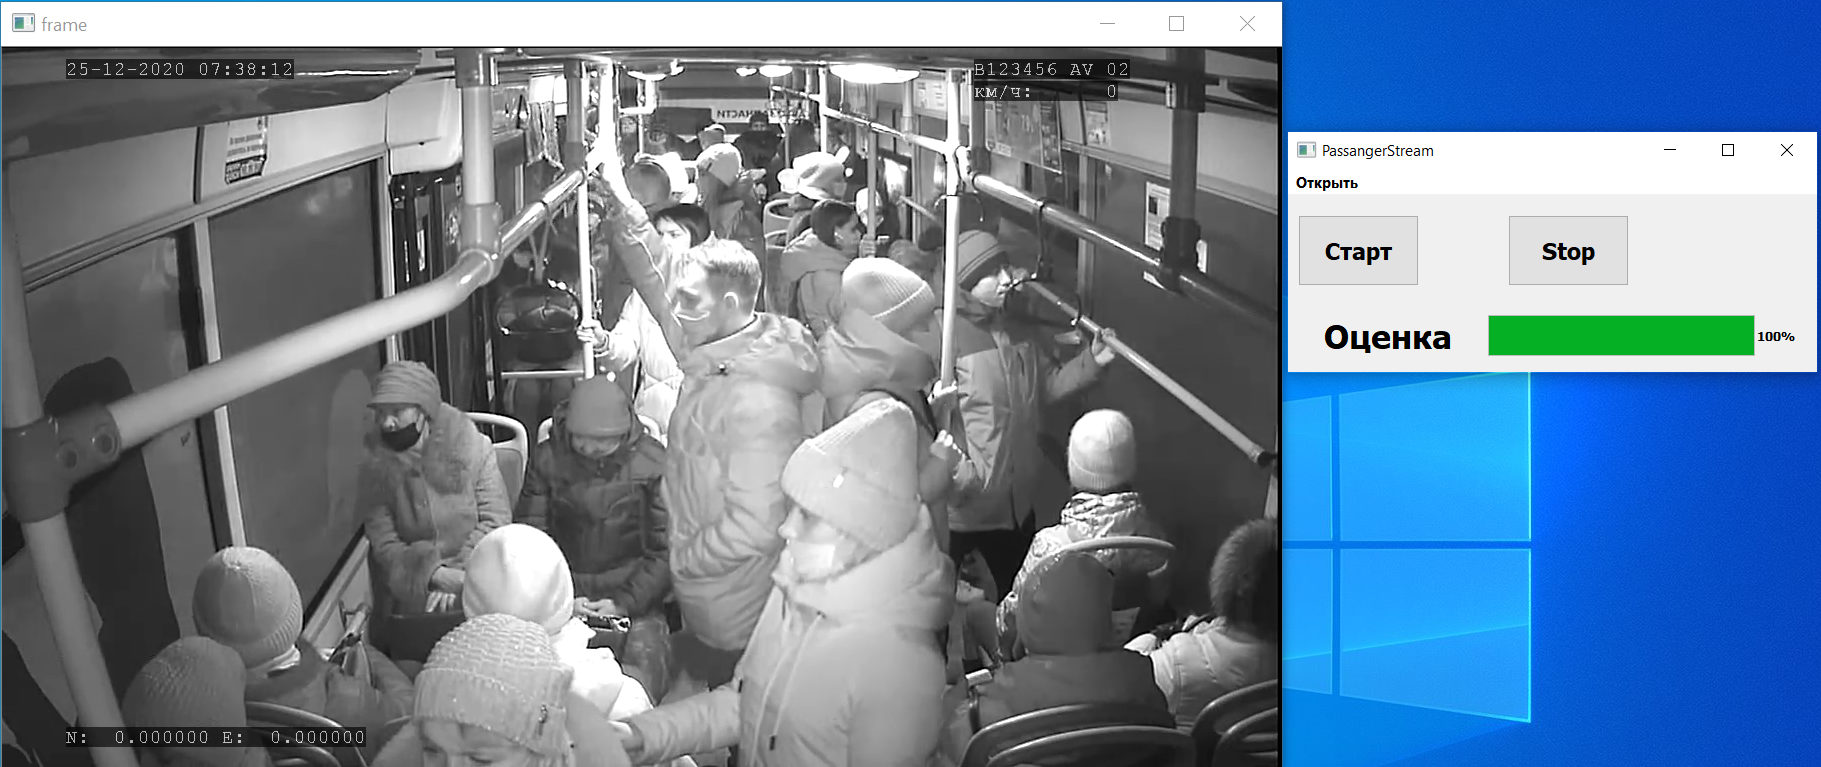 frame
25-12-2020 07:38:12
B123456 AV 02
км/ч: 0
N: 0.000000 E: 0.000000
PassangerStream
Открыть
Старт
Stop
Оценка
100%